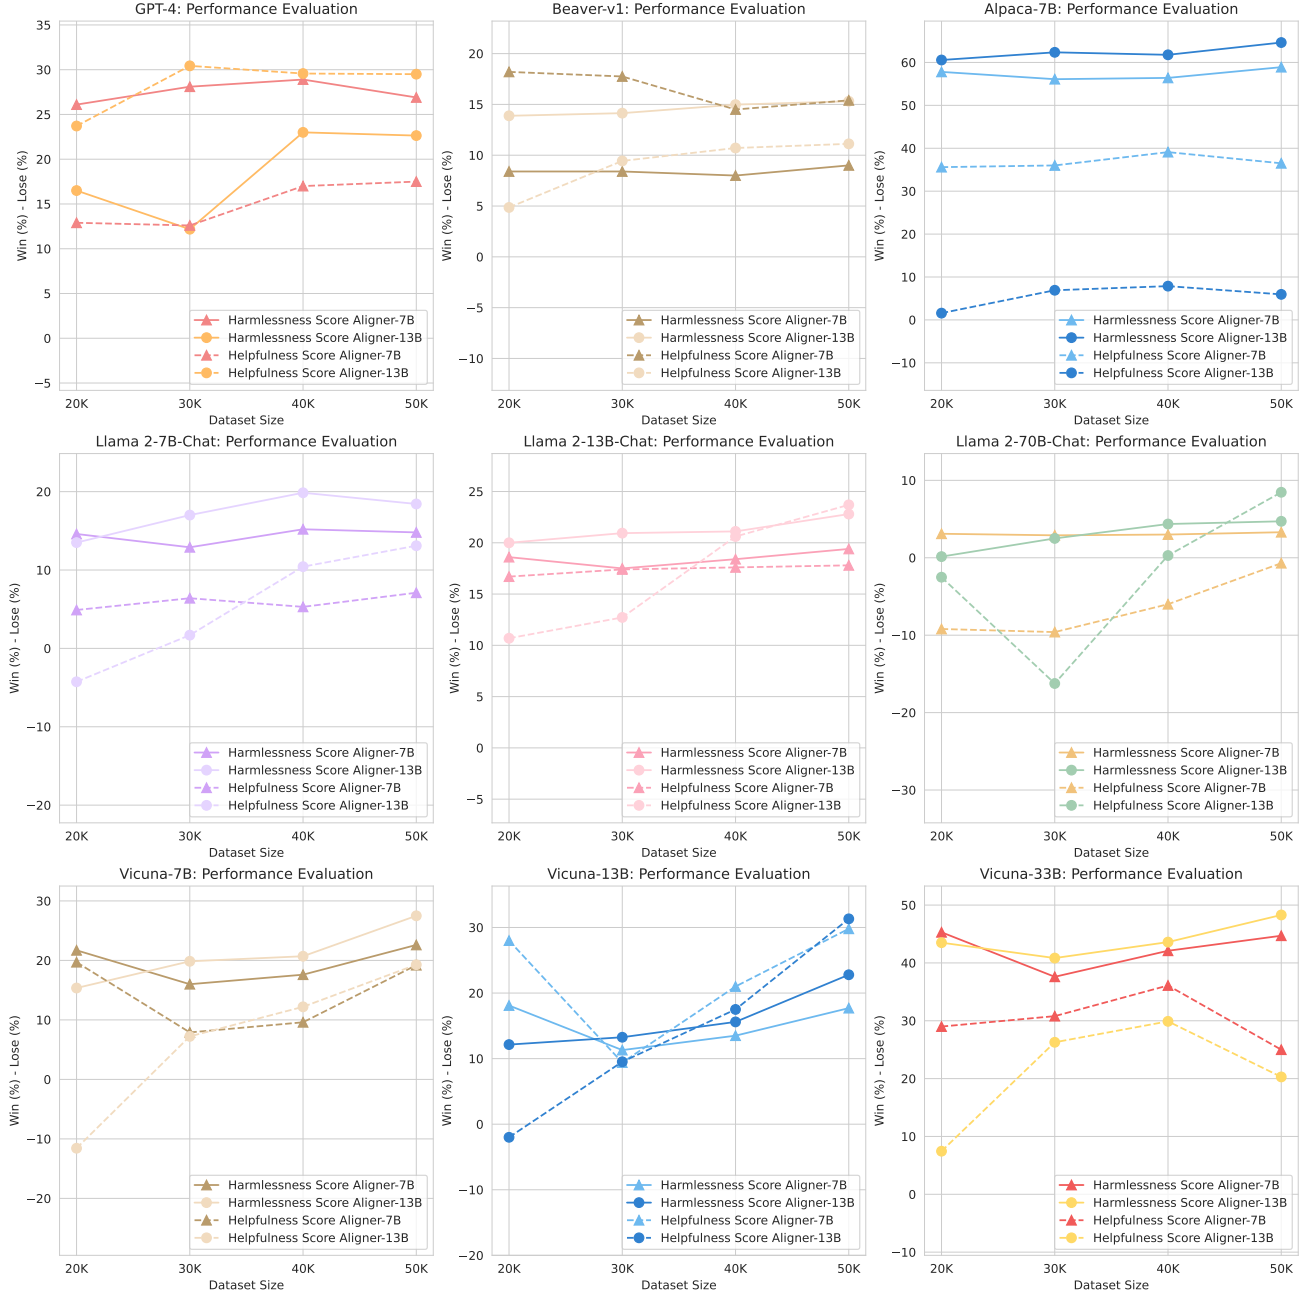 GPT-4: Performance Evaluation
Win (%) - Lose (%)
35
30
25
20
15
10
5
0
−5
Harmlessness Score Aligner-7B
Harmlessness Score Aligner-13B
Helpfulness Score Aligner-7B
Helpfulness Score Aligner-13B
20K 30K 40K 50K
Dataset Size
Beaver-v1: Performance Evaluation
Win (%) - Lose (%)
20
15
10
5
0
−5
−10
Harmlessness Score Aligner-7B
Harmlessness Score Aligner-13B
Helpfulness Score Aligner-7B
Helpfulness Score Aligner-13B
20K 30K 40K 50K
Dataset Size
Alpaca-7B: Performance Evaluation
Win (%) - Lose (%)
60
50
40
30
20
10
0
−10
Harmlessness Score Aligner-7B
Harmlessness Score Aligner-13B
Helpfulness Score Aligner-7B
Helpfulness Score Aligner-13B
20K 30K 40K 50K
Dataset Size
Llama 2-7B-Chat: Performance Evaluation
Win (%) - Lose (%)
20
10
0
−10
−20
Harmlessness Score Aligner-7B
Harmlessness Score Aligner-13B
Helpfulness Score Aligner-7B
Helpfulness Score Aligner-13B
20K 30K 40K 50K
Dataset Size
Llama 2-13B-Chat: Performance Evaluation
Win (%) - Lose (%)
25
20
15
10
5
0
−5
Harmlessness Score Aligner-7B
Harmlessness Score Aligner-13B
Helpfulness Score Aligner-7B
Helpfulness Score Aligner-13B
20K 30K 40K 50K
Dataset Size
Llama 2-70B-Chat: Performance Evaluation
Win (%) - Lose (%)
10
0
−10
−20
−30
Harmlessness Score Aligner-7B
Harmlessness Score Aligner-13B
Helpfulness Score Aligner-7B
Helpfulness Score Aligner-13B
20K 30K 40K 50K
Dataset Size
Vicuna-7B: Performance Evaluation
Win (%) - Lose (%)
30
20
10
0
−10
−20
Harmlessness Score Aligner-7B
Harmlessness Score Aligner-13B
Helpfulness Score Aligner-7B
Helpfulness Score Aligner-13B
20K 30K 40K 50K
Dataset Size
Vicuna-13B: Performance Evaluation
Win (%) - Lose (%)
30
20
10
0
−10
−20
Harmlessness Score Aligner-7B
Harmlessness Score Aligner-13B
Helpfulness Score Aligner-7B
Helpfulness Score Aligner-13B
20K 30K 40K 50K
Dataset Size
Vicuna-33B: Performance Evaluation
Win (%) - Lose (%)
50
40
30
20
10
0
−10
Harmlessness Score Aligner-7B
Harmlessness Score Aligner-13B
Helpfulness Score Aligner-7B
Helpfulness Score Aligner-13B
20K 30K 40K 50K
Dataset Size